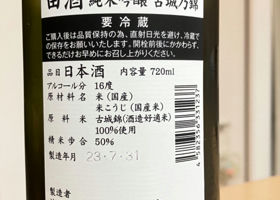 田酒 純米吟醸 古城乃錦
要冷蔵
ご購入後は品質保持の為、直射日光を避け、冷蔵で
の保存をお願いいたします。開栓前後にかかわらず、
できるだけお早めにお召し上がりください。
品目 日本酒 内容量 720ml
アルコール分 16度
原材料名 米(国産)
米こうじ(国産米)
原料米 古城錦(酒造好適米)
100%使用
精米歩合 50%
製造年月 23.7.31
製造者
4582356331237